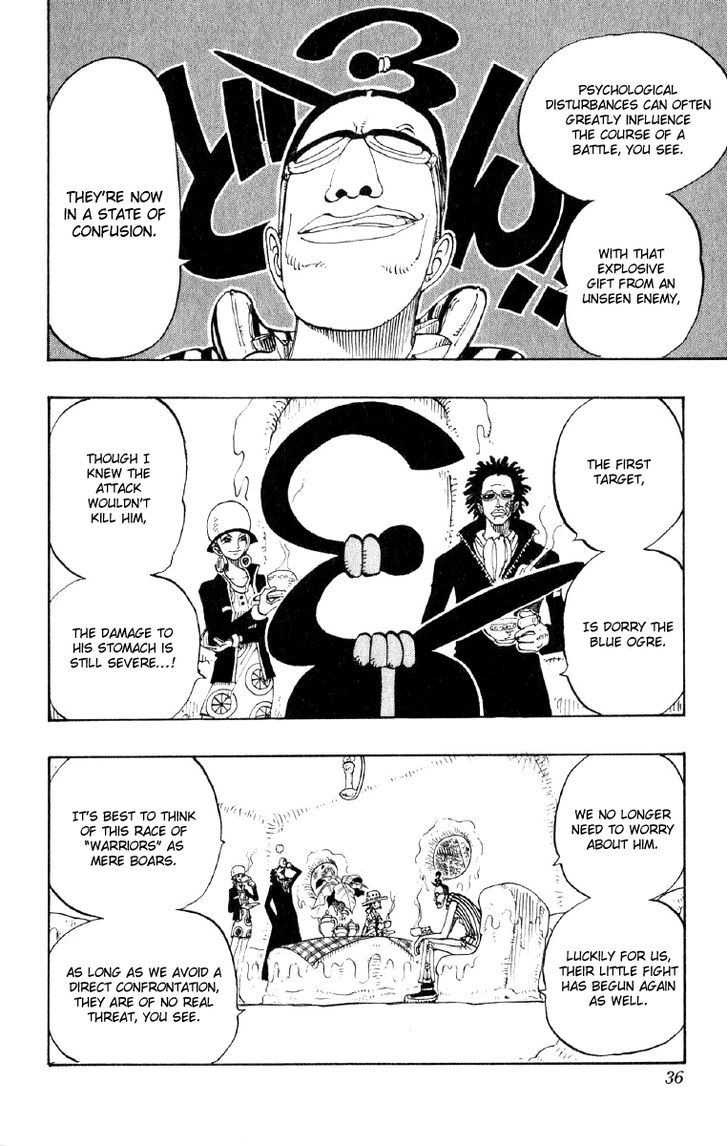 PSYCHOLOGICAL
DISTURBANCES CAN OFTEN
GREATLY INFLUENCE
THE COURSE OF A
BATTLE, YOU SEE.
WITH THAT
EXPLOSIVE
GIFT FROM AN
UNSEEN ENEMY,
どーん!!
THEY'RE NOW
IN A STATE OF
CONFUSION.
THE FIRST
TARGET,
IS DORRY THE
BLUE OGRE.
THOUGH I
KNEW THE
ATTACK
WOULDN'T
KILL HIM,
THE DAMAGE TO
HIS STOMACH IS
STILL SEVERE...!
WE NO LONGER
NEED TO WORRY
ABOUT HIM.
LUCKILY FOR US,
THEIR LITTLE FIGHT
HAS BEGUN AGAIN
AS WELL.
IT'S BEST TO THINK
OF THIS RACE OF
"WARRIORS" AS
MERE BOARS.
AS LONG AS WE AVOID A
DIRECT CONFRONTATION,
THEY ARE OF NO REAL
THREAT, YOU SEE.
36